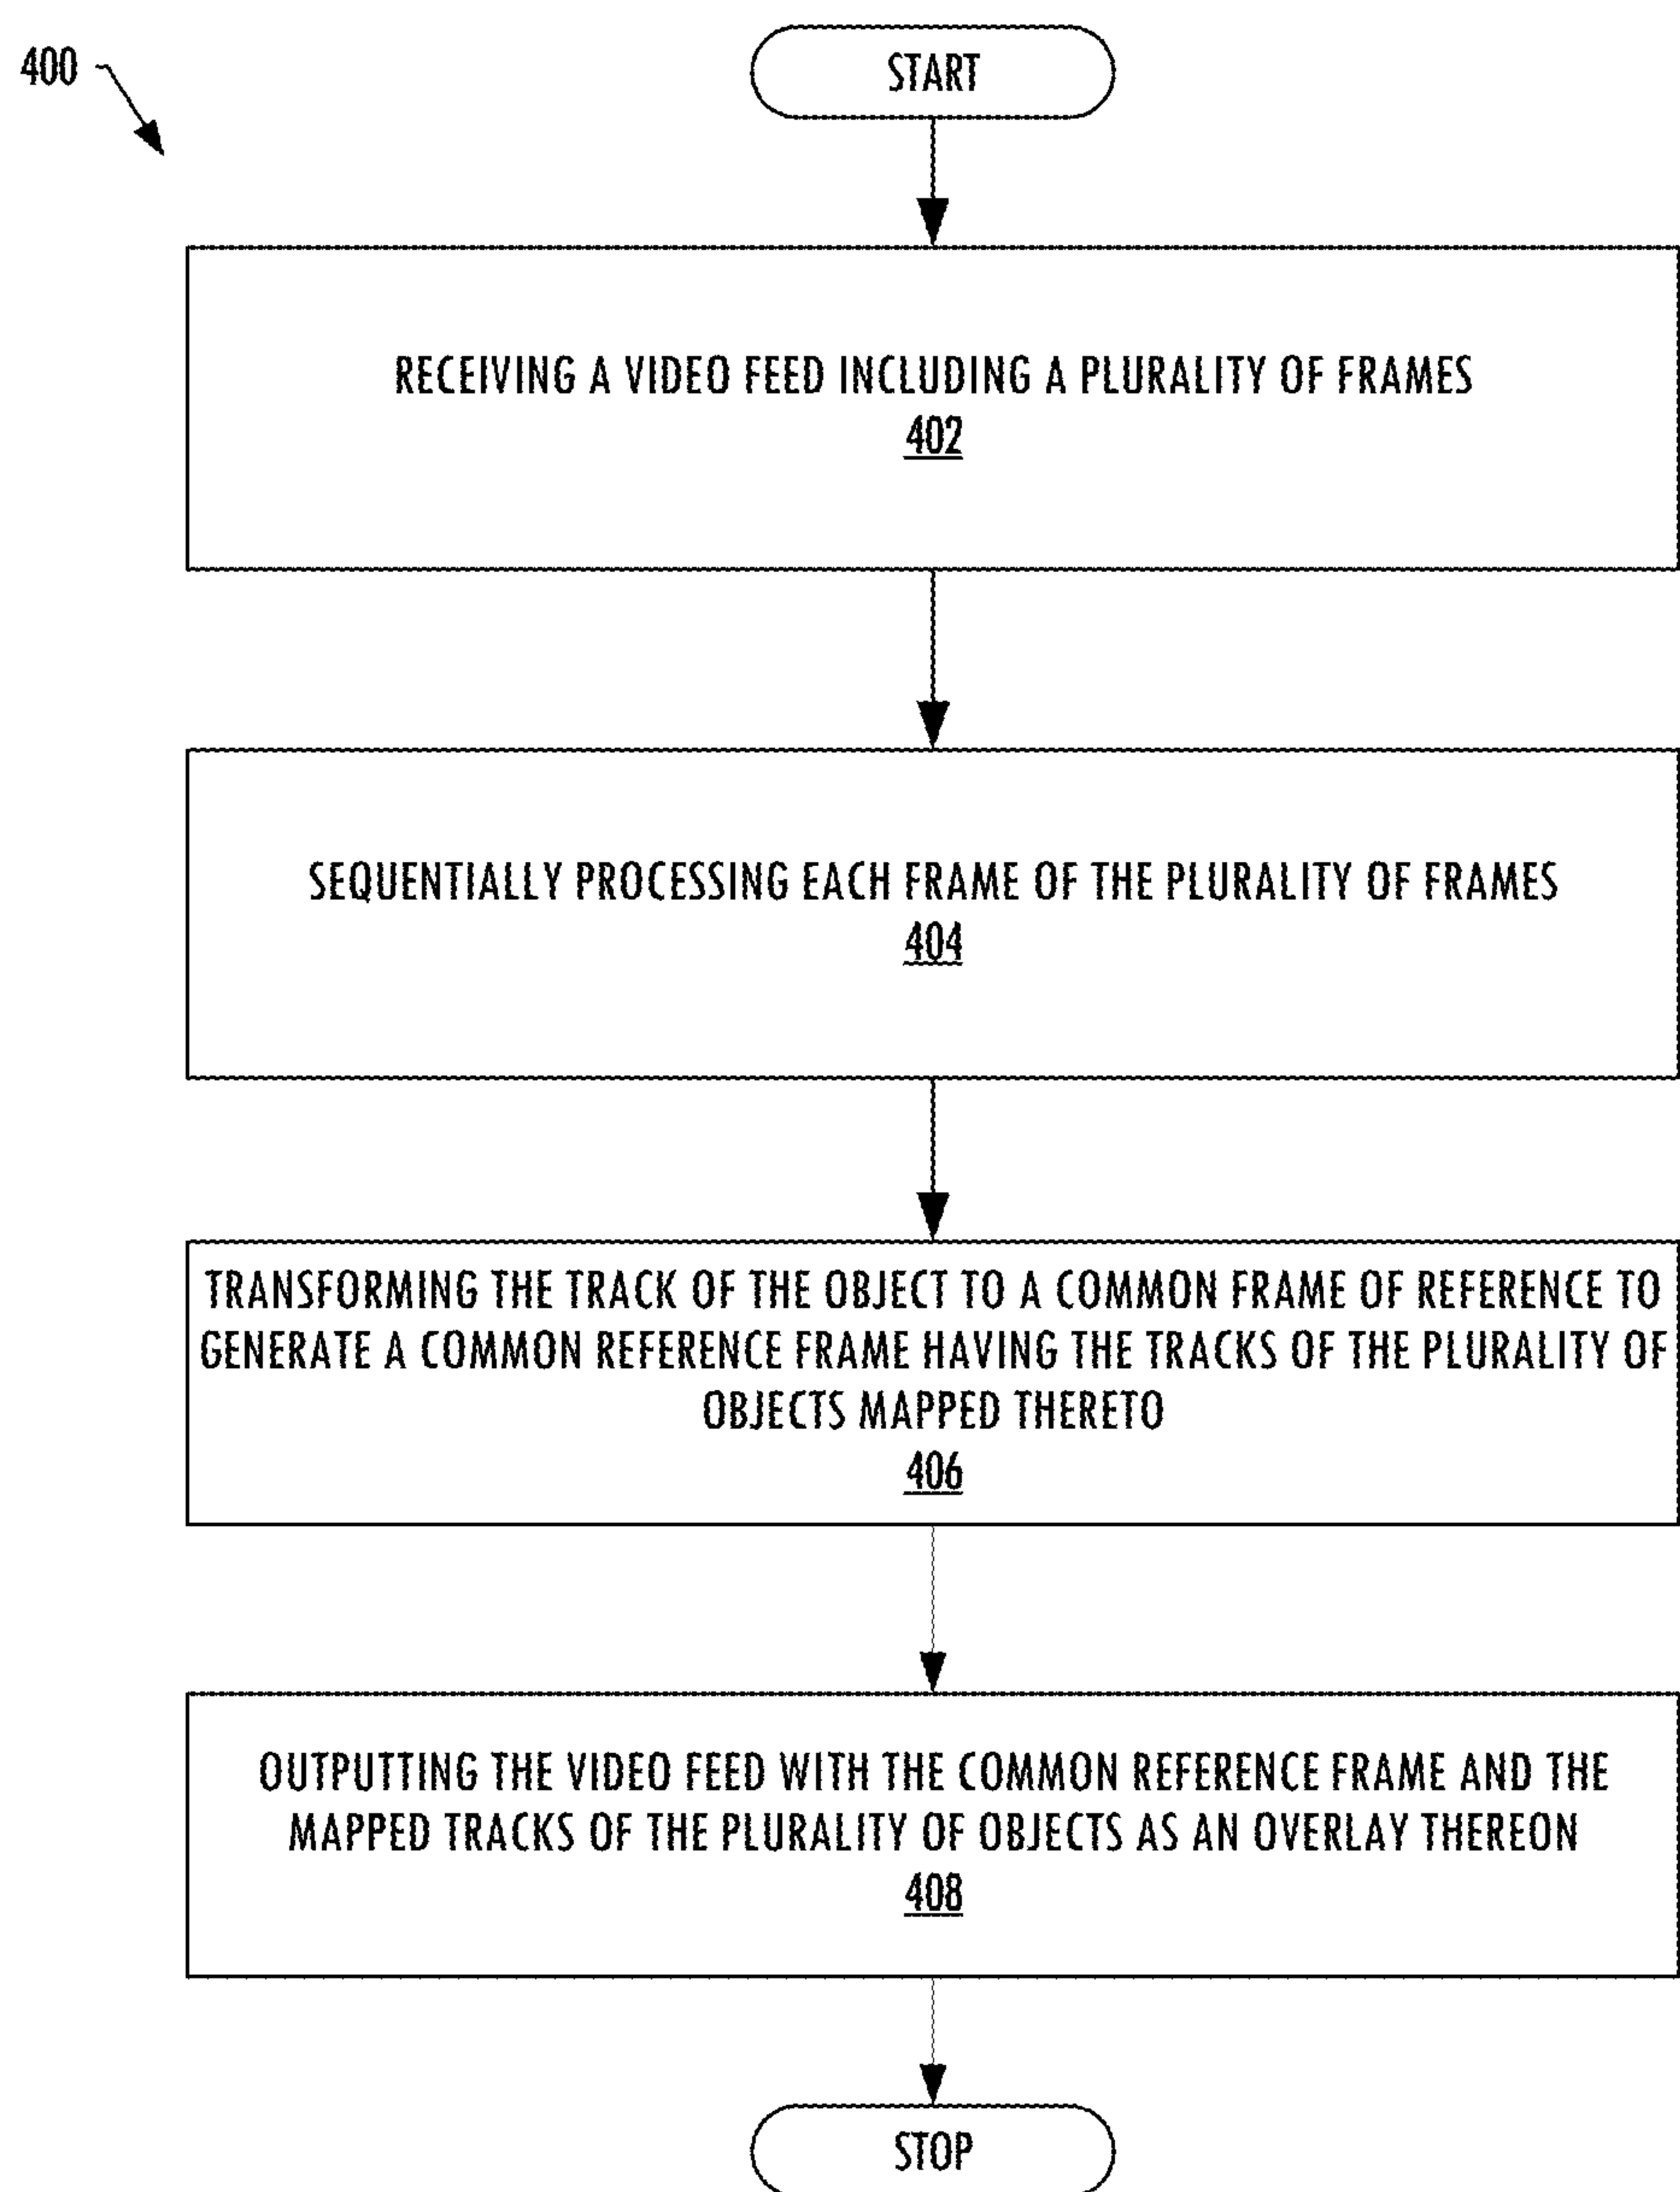 400
START
RECEIVING A VIDEO FEED INCLUDING A PLURALITY OF FRAMES
402
SEQUENTIALLY PROCESSING EACH FRAME OF THE PLURALITY OF FRAMES
404
TRANSFORMING THE TRACK OF THE OBJECT TO A COMMON FRAME OF REFERENCE TO
GENERATE A COMMON REFERENCE FRAME HAVING THE TRACKS OF THE PLURALITY OF
OBJECTS MAPPED THERETO
406
OUTPUTTING THE VIDEO FEED WITH THE COMMON REFERENCE FRAME AND THE
MAPPED TRACKS OF THE PLURALITY OF OBJECTS AS AN OVERLAY THEREON
408
STOP